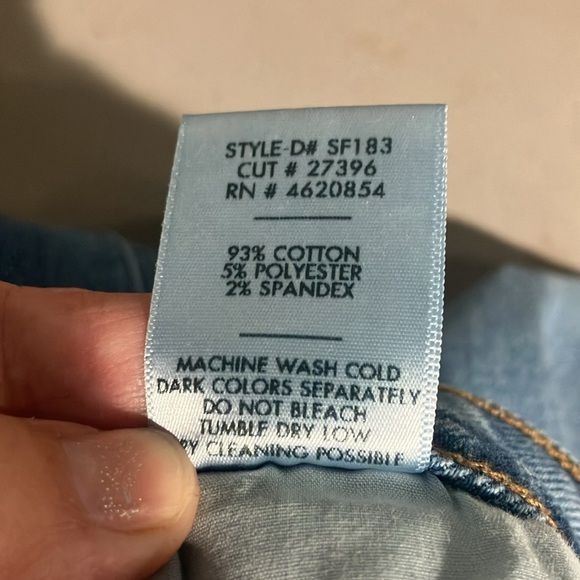 STYLE-D# SF183
CUT # 27396
RN # 4620854
93% COTTON
5% POLYESTER
2% SPANDEX
MACHINE WASH COLD
DARK COLORS SEPARATELY
DO NOT BLEACH
TUMBLE DRY LOW
CLEANING POSSIBLE